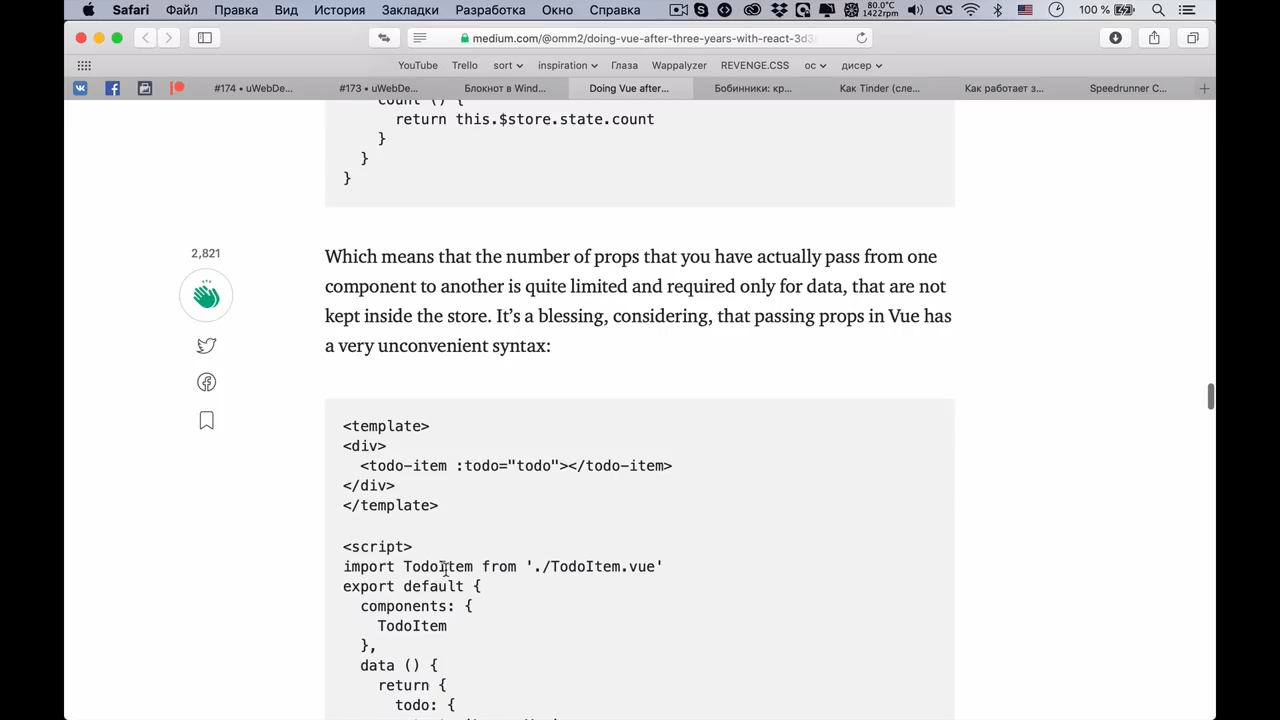 Safari Файл Правка Вид История Закладки Разработка Окно Справка 80.0°C 1422rpm 100 %
medium.com/@omm2/doing-vue-after-three-years-with-react-3d3
YouTube Trello sort inspiration Глаза Wappalyzer REVENGE.CSS ос дисер
#174 • uWebDe... #173 • uWebDe... Блокнот в Wind... Doing Vue after... Бобинники: кр... Как Tinder (сле... Как работает з... Speedrunner C...
count () {
return this.$store.state.count
}
}
}
2,821
Which means that the number of props that you have actually pass from one
component to another is quite limited and required only for data, that are not
kept inside the store. It’s a blessing, considering, that passing props in Vue has
a very unconvenient syntax:
<template>
<div>
<todo-item :todo="todo"></todo-item>
</div>
</template>
<script>
import TodoItem from './TodoItem.vue'
export default {
components: {
TodoItem
},
data () {
return {
todo: {